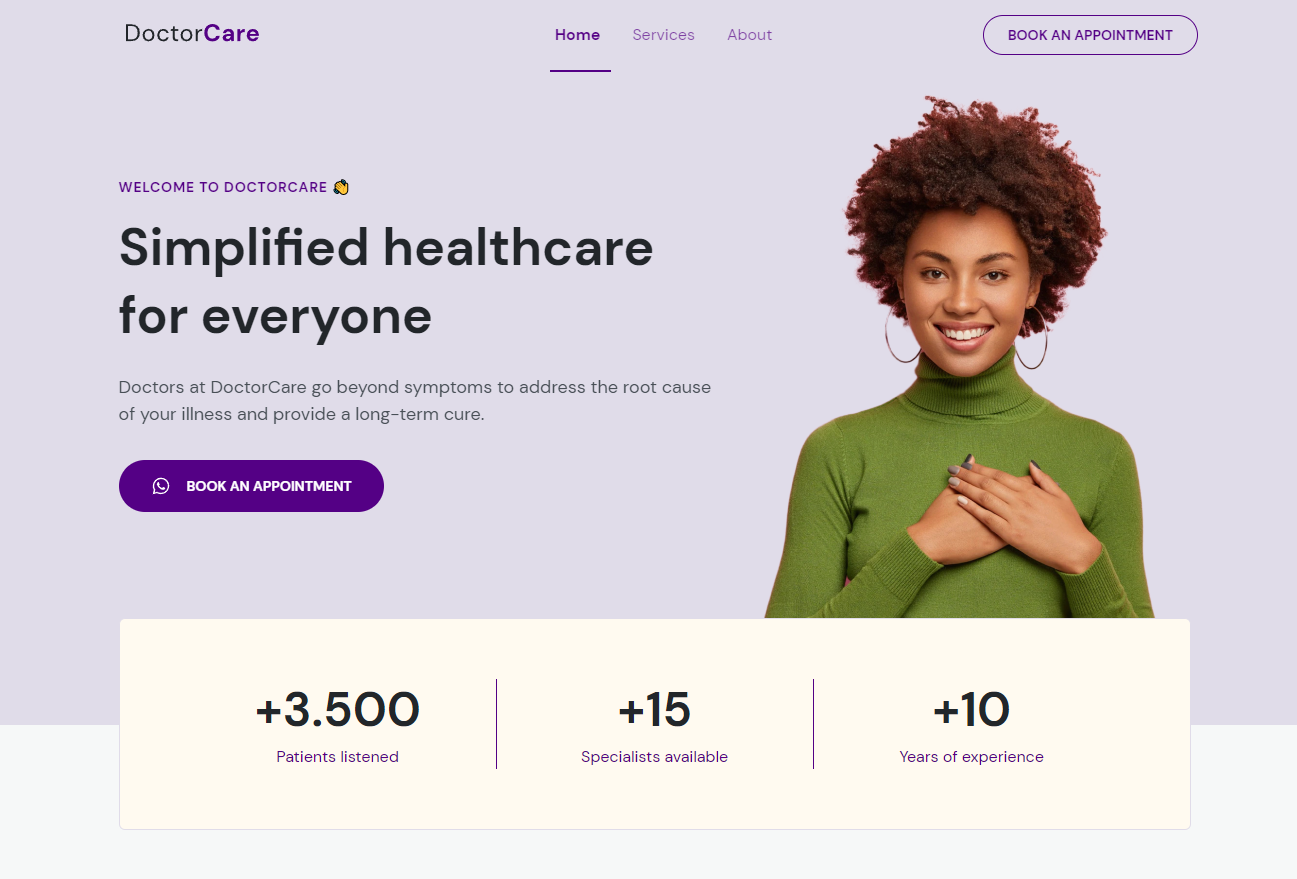 DoctorCare
Home Services About
BOOK AN APPOINTMENT
WELCOME TO DOCTORCARE 👋
Simplified healthcare
for everyone
Doctors at DoctorCare go beyond symptoms to address the root cause
of your illness and provide a long-term cure.
BOOK AN APPOINTMENT
+3.500
Patients listened
+15
Specialists available
+10
Years of experience